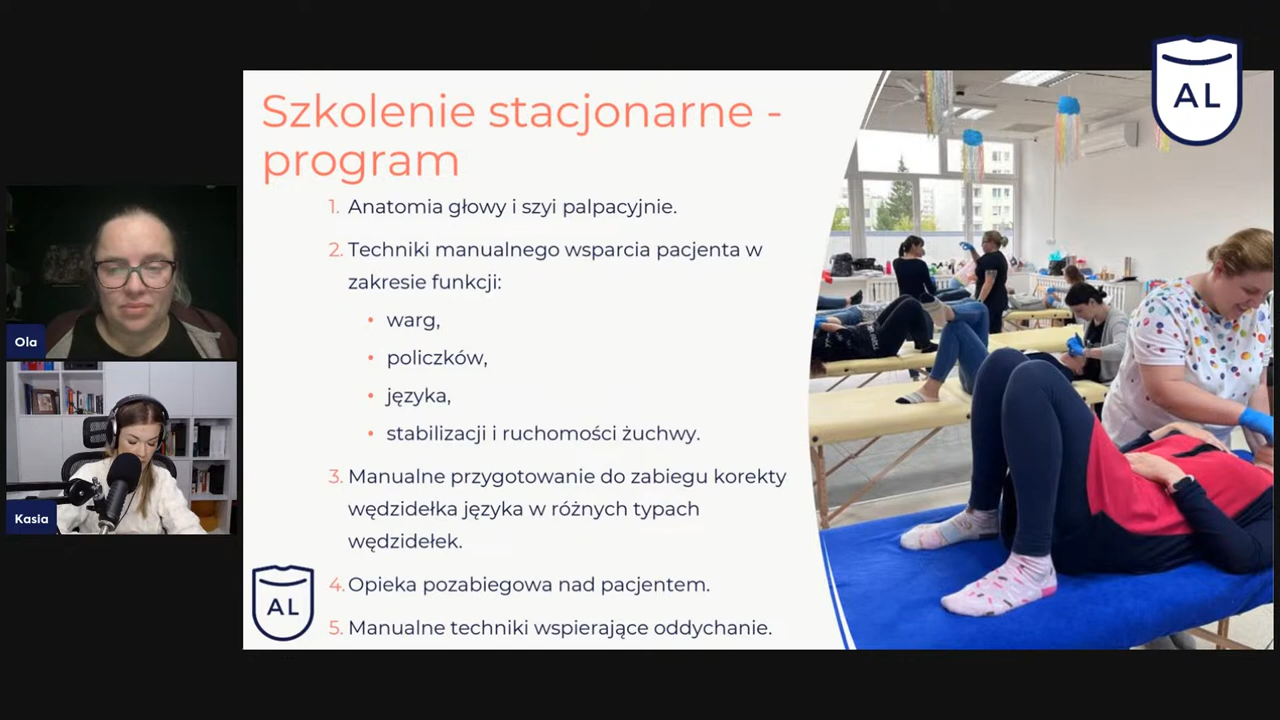 AL
Szkolenie stacjonarne -
program
1. Anatomia głowy i szyi palpacyjnie.
2. Techniki manualnego wsparcia pacjenta w
zakresie funkcji:
• warg,
• policzków,
• języka,
• stabilizacji i ruchomości żuchwy.
3. Manualne przygotowanie do zabiegu korekty
wędzidełka języka w różnych typach
wędzidełek.
4. Opieka pozabiegowa nad pacjentem.
5. Manualne techniki wspierające oddychanie.
AL
Ola
Kasia